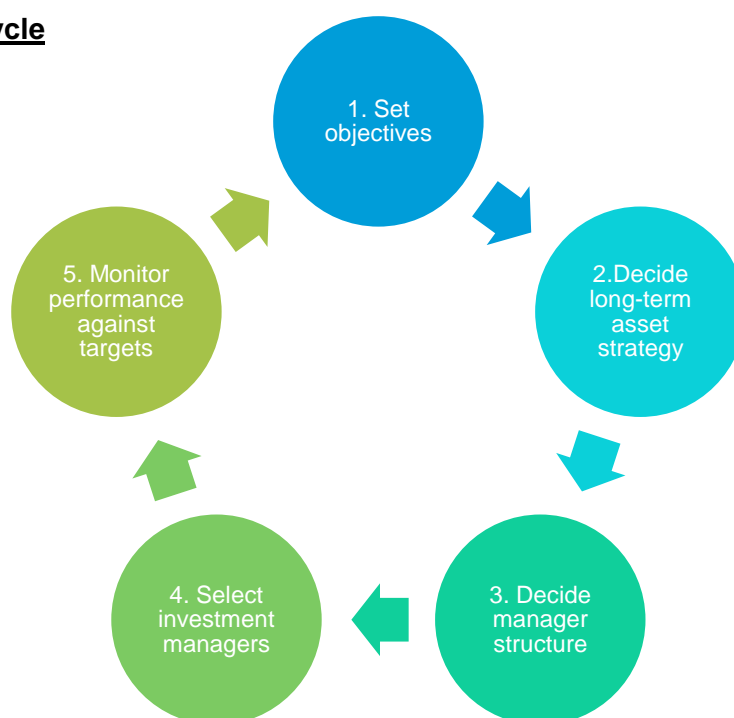 ycle
1. Set
objectives
2.Decide
long-term
asset
strategy
3. Decide
manager
structure
4. Select
investment
managers
5. Monitor
performance
against
targets